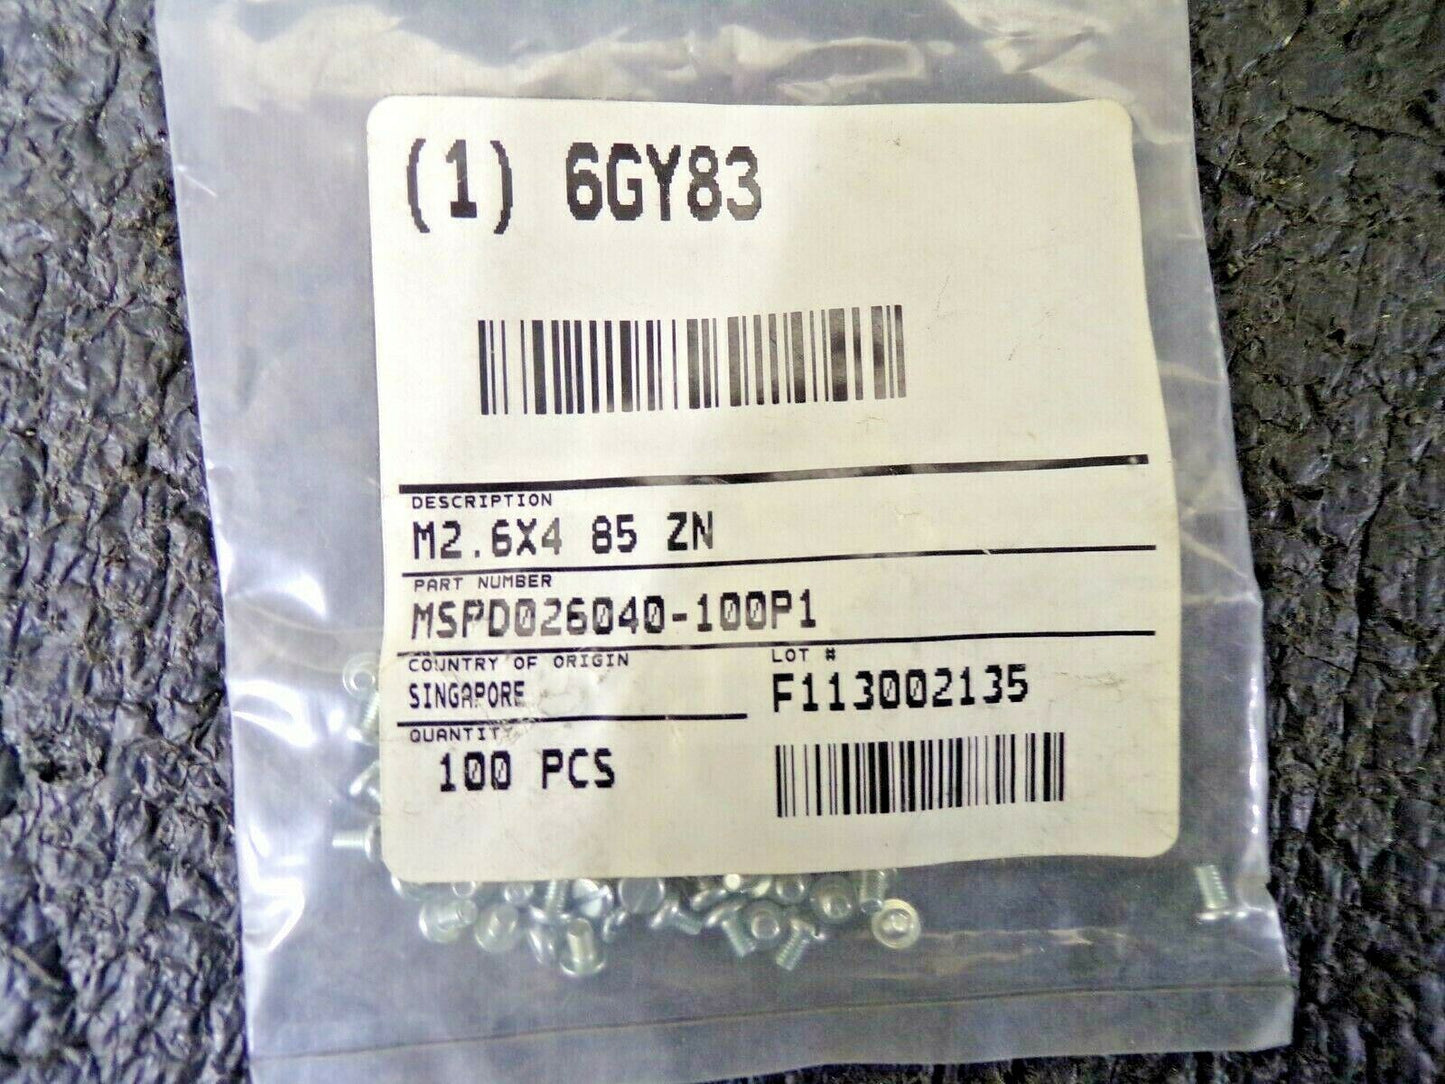 (1) 6GY83
DESCRIPTION
M2.6X4 85 ZN
PART NUMBER
MSPD026040-100P1
COUNTRY OF ORIGIN
SINGAPORE
LOT #
F113002135
QUANTITY
100 PCS